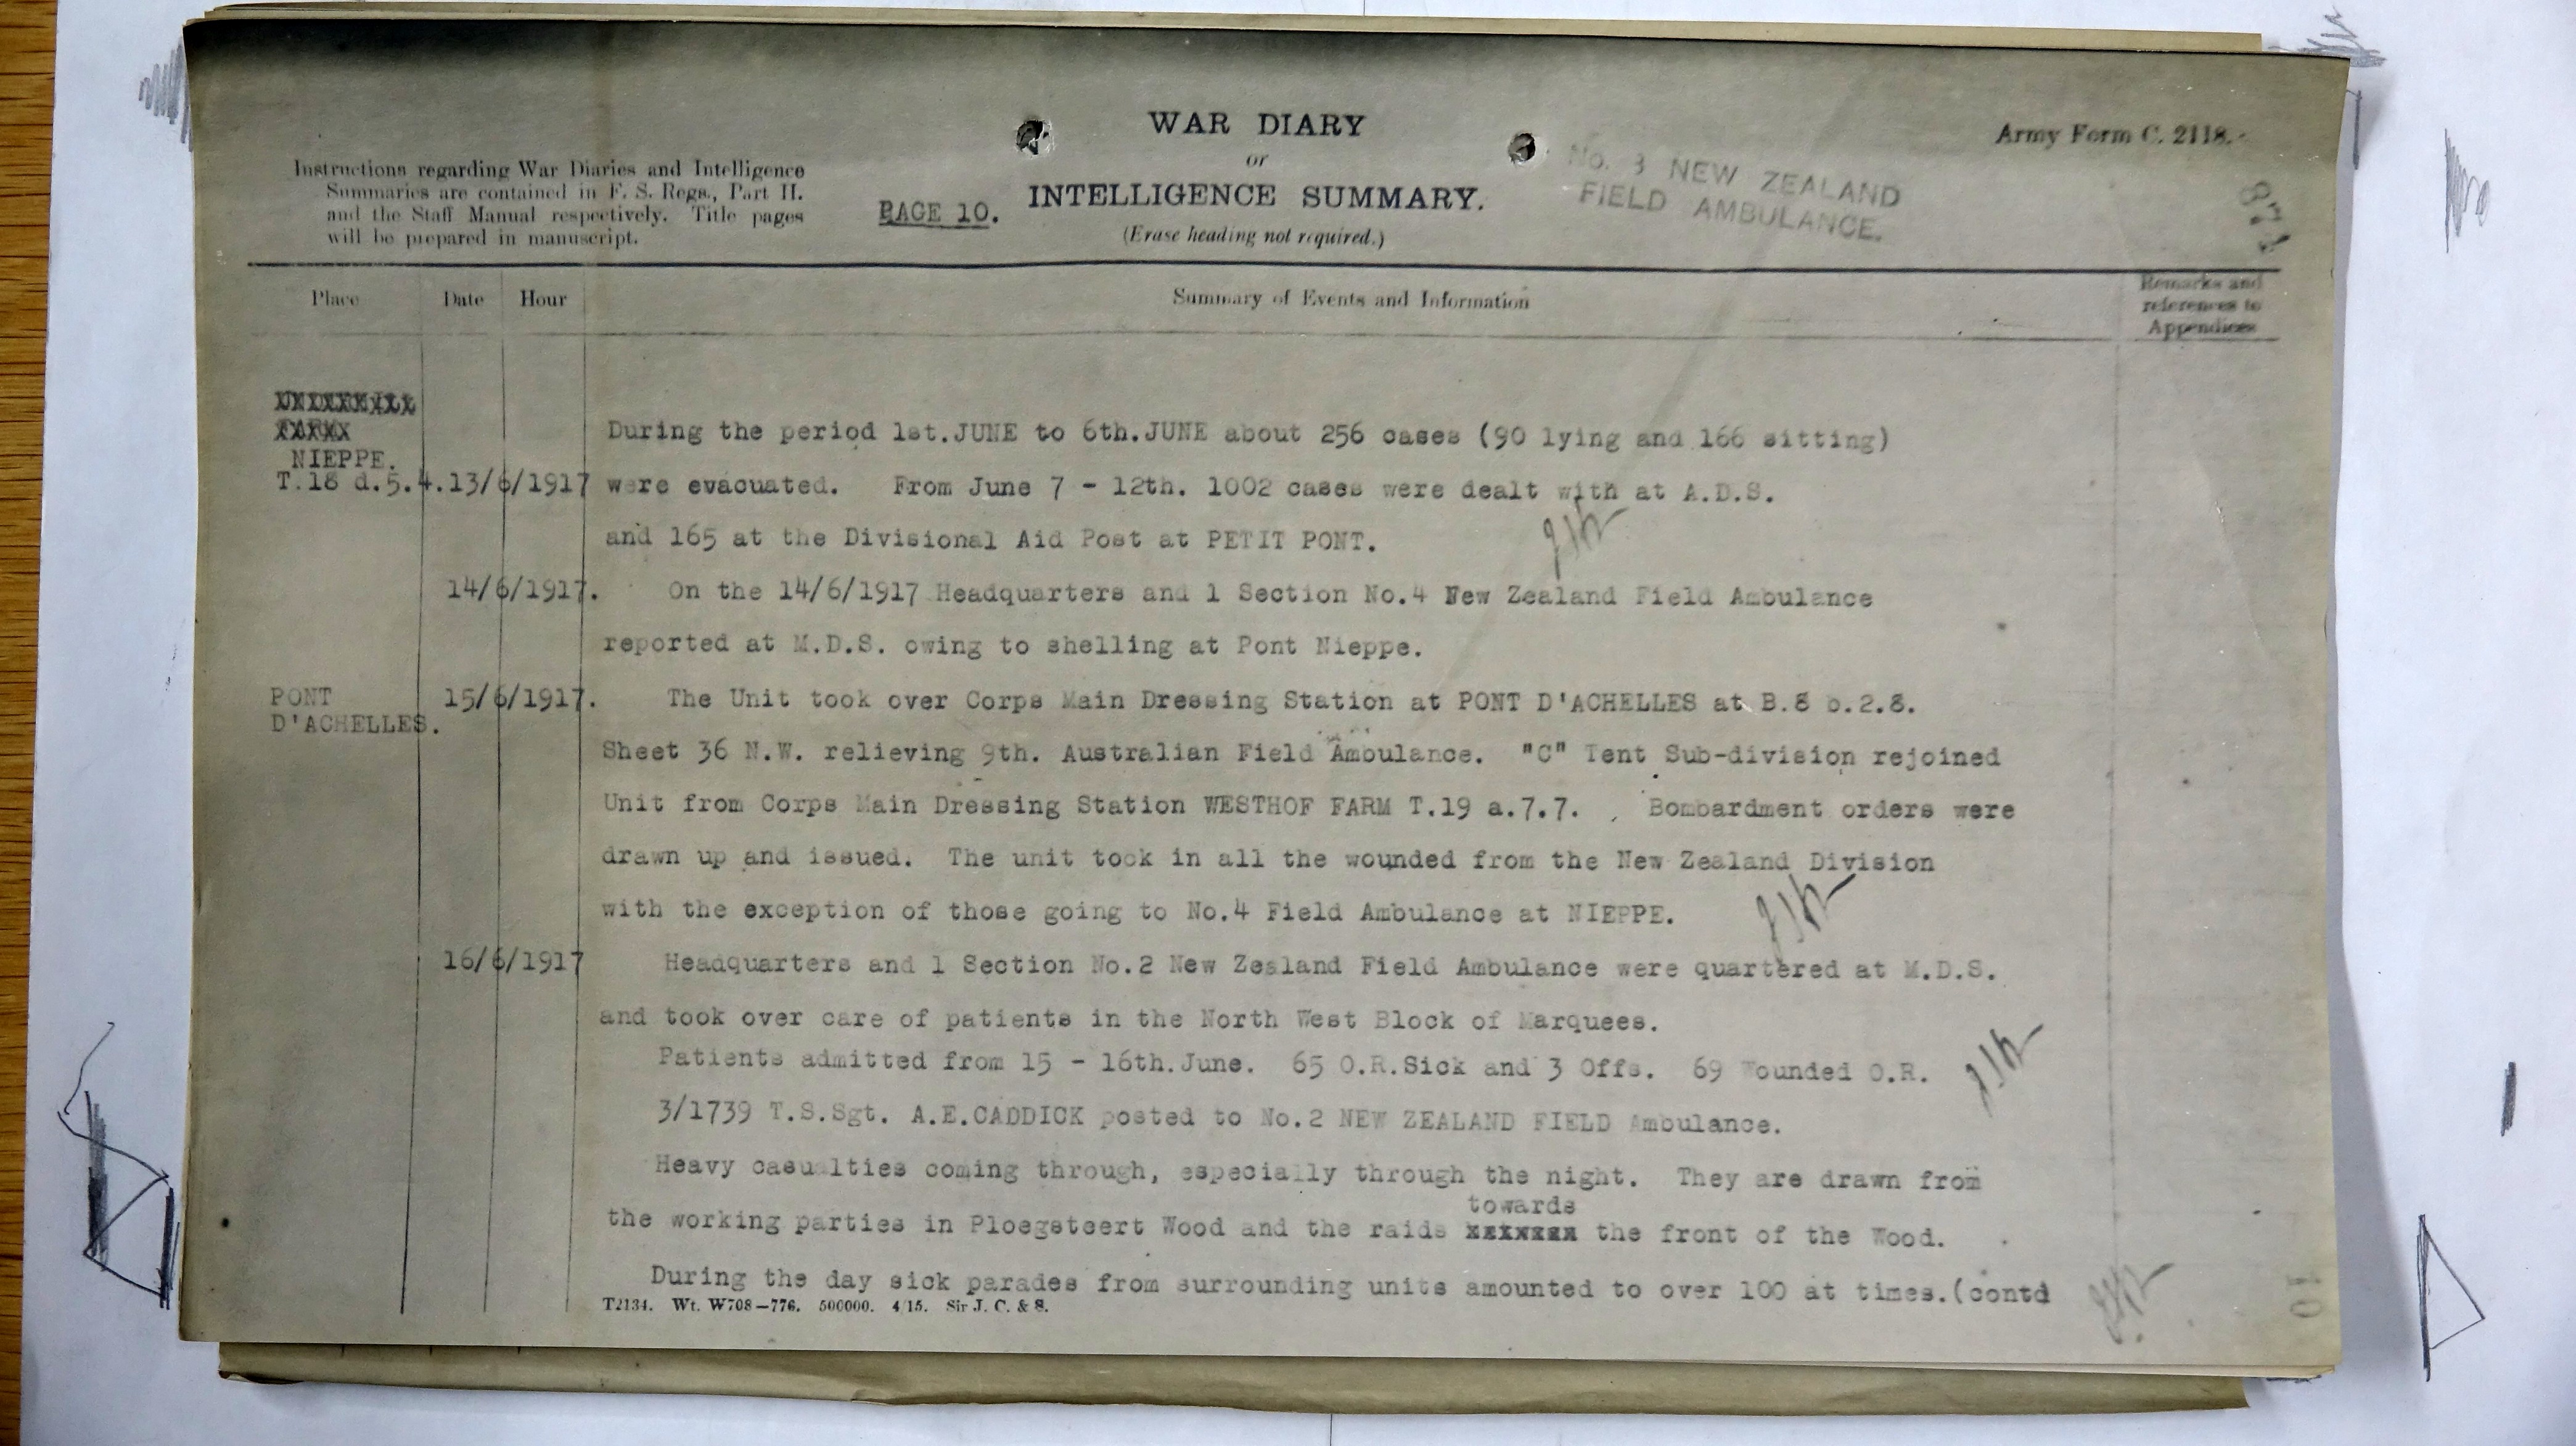 WAR DIARY
or
INTELLIGENCE SUMMARY.
(Erase heading not required.)
Army Form C. 2118.
Instructions regarding War Diaries and Intelligence
Summaries are contained in F. S. Regs., Part II.
and the Staff Manual respectively. Title pages
will be prepared in manuscript.
PAGE 10.
No. 3 NEW ZEALAND
FIELD AMBULANCE.
Place Date Hour Summary of Events and Information Remarks and
references to
Appendices
NIEPPE.
T.18 d.5.4. 13/6/1917
During the period 1st.JUNE to 6th.JUNE about 256 cases (90 lying and 166 sitting)
were evacuated. From June 7 - 12th. 1002 cases were dealt with at A.D.S.
and 165 at the Divisional Aid Post at PETIT PONT.
14/6/1917. On the 14/6/1917 Headquarters and 1 Section No.4 New Zealand Field Ambulance
reported at M.D.S. owing to shelling at Pont Nieppe.
PONT
D'ACHELLES.
15/6/1917. The Unit took over Corps Main Dressing Station at PONT D'ACHELLES at B.8 b.2.8.
Sheet 36 N.W. relieving 9th. Australian Field Ambulance. "C" Tent Sub-division rejoined
Unit from Corps Main Dressing Station WESTHOF FARM T.19 a.7.7. Bombardment orders were
drawn up and issued. The unit took in all the wounded from the New Zealand Division
with the exception of those going to No.4 Field Ambulance at NIEPPE.
16/6/1917 Headquarters and 1 Section No.2 New Zealand Field Ambulance were quartered at M.D.S.
and took over care of patients in the North West Block of Marquees.
Patients admitted from 15 - 16th.June. 65 O.R.Sick and 3 Offs. 69 Wounded O.R.
3/1739 T.S.Sgt. A.E.CADDICK posted to No.2 NEW ZEALAND FIELD Ambulance.
Heavy casualties coming through, especially through the night. They are drawn from
towards
the working parties in Ploegsteert Wood and the raids xxxxxxx the front of the Wood.
During the day sick parades from surrounding units amounted to over 100 at times.(contd
T2134. Wt. W708—776. 500000. 4/15. Sir J. C. & S.
10